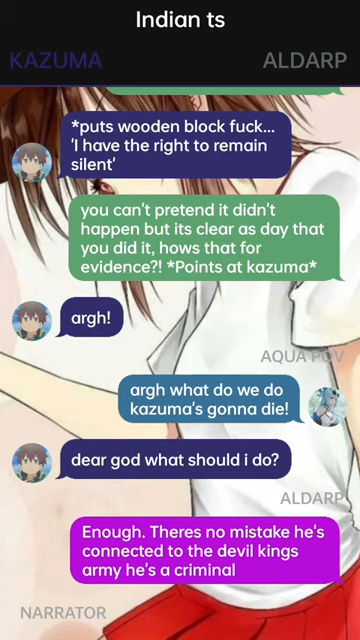 Indian ts
KAZUMA
ALDARP
*puts wooden block fuck...
'I have the right to remain
silent'
you can't pretend it didn't
happen but its clear as day that
you did it, hows that for
evidence?! *Points at kazuma*
argh!
AQUA POV
argh what do we do
kazuma's gonna die!
dear god what should i do?
ALDARP
Enough. Theres no mistake he's
connected to the devil kings
army he's a criminal
NARRATOR